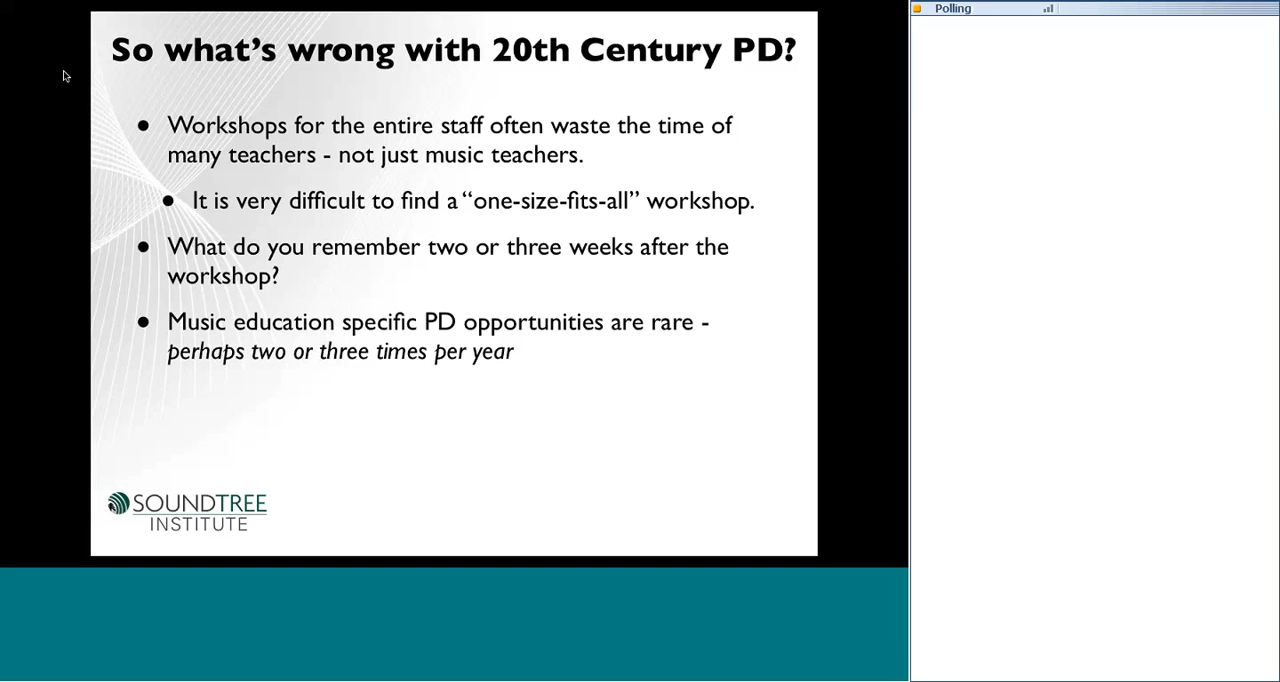 So what's wrong with 20th Century PD?
● Workshops for the entire staff often waste the time of
many teachers - not just music teachers.
● It is very difficult to find a “one-size-fits-all” workshop.
● What do you remember two or three weeks after the
workshop?
● Music education specific PD opportunities are rare -
perhaps two or three times per year
SOUNDTREE
INSTITUTE
Polling